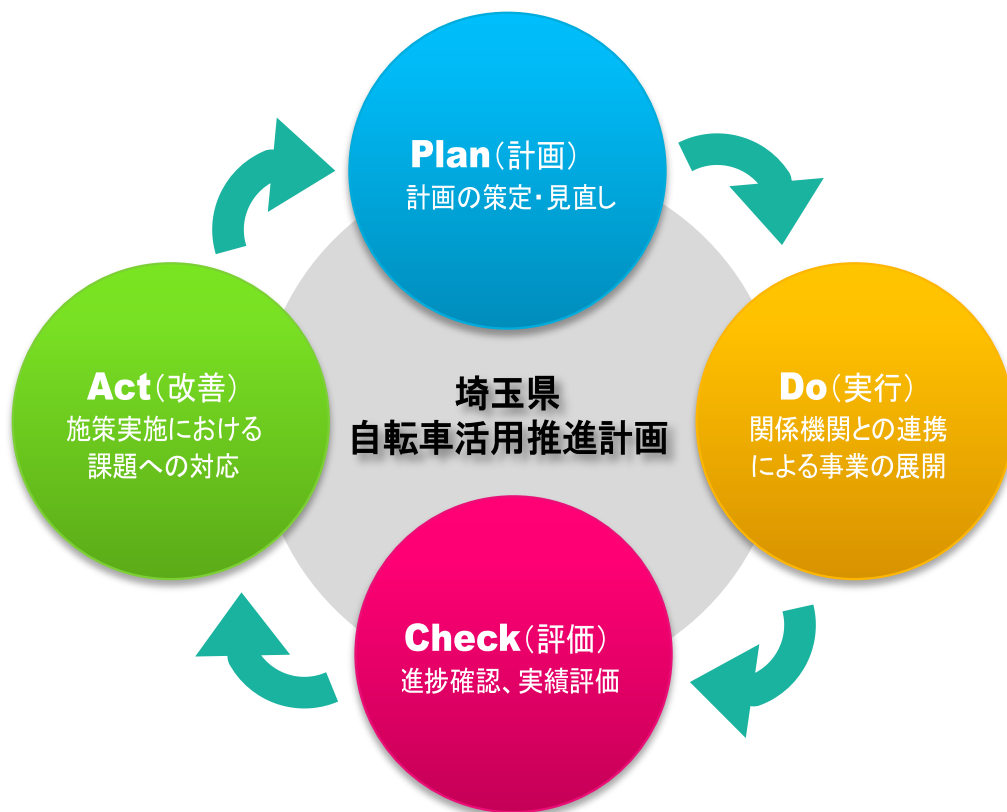 Plan（計画）
計画の策定・見直し
Do（実行）
関係機関との連携
による事業の展開
Check（評価）
進捗確認、実績評価
Act（改善）
施策実施における
課題への対応
埼玉県
自転車活用推進計画